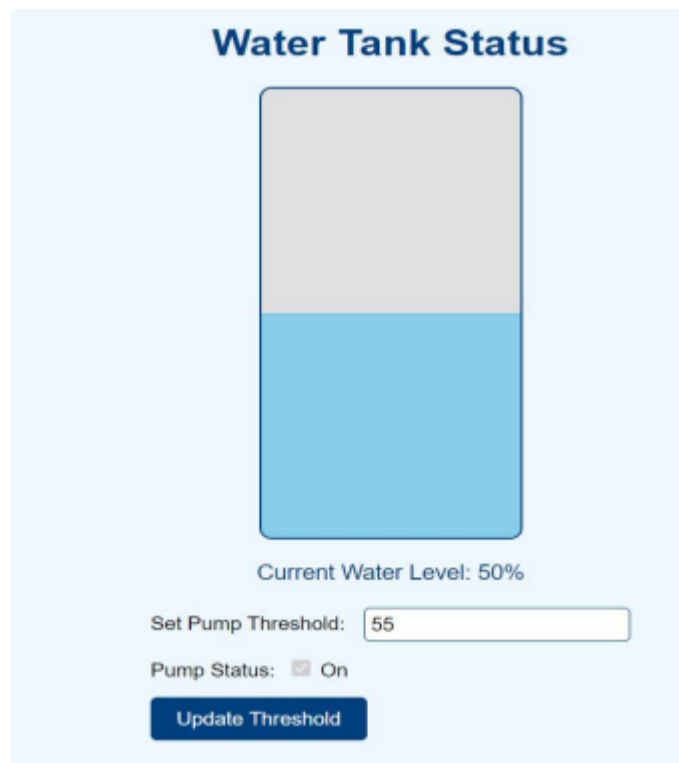 Water Tank Status
Current Water Level: 50%
Set Pump Threshold: 55
Pump Status: On
Update Threshold